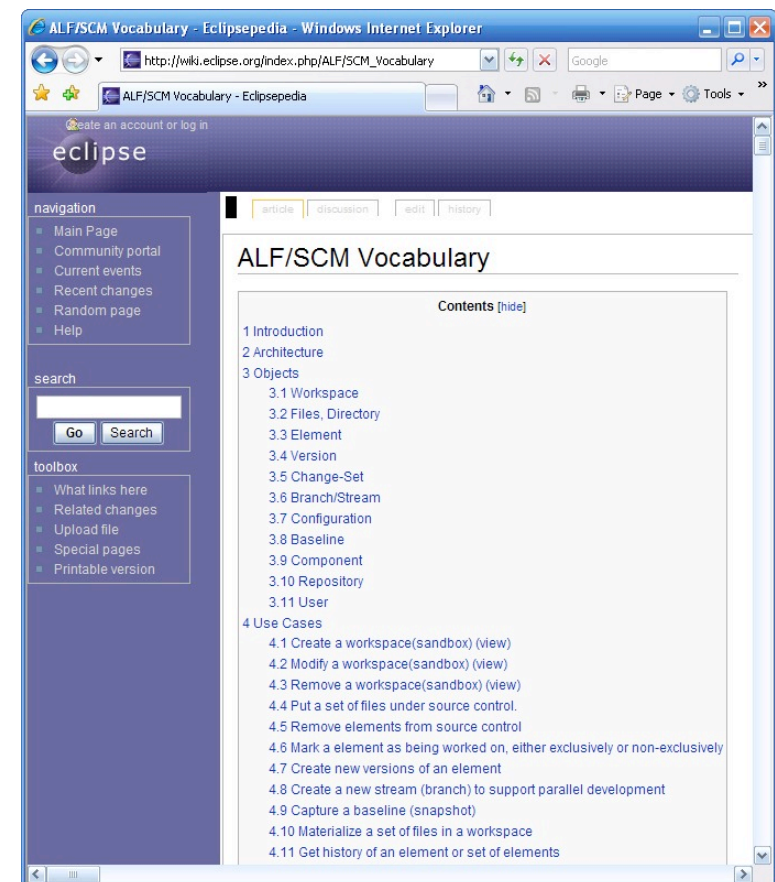 ALF/SCM Vocabulary - Eclipsepedia - Windows Internet Explorer
http://wiki.eclipse.org/index.php/ALF/SCM_Vocabulary
Google
ALF/SCM Vocabulary - Eclipsepedia
Page
Tools
Create an account or log in
eclipse
navigation
Main Page
Community portal
Current events
Recent changes
Random page
Help
search
Go
Search
toolbox
What links here
Related changes
Upload file
Special pages
Printable version
article
discussion
edit
history
ALF/SCM Vocabulary
Contents [hide]
1 Introduction
2 Architecture
3 Objects
3.1 Workspace
3.2 Files, Directory
3.3 Element
3.4 Version
3.5 Change-Set
3.6 Branch/Stream
3.7 Configuration
3.8 Baseline
3.9 Component
3.10 Repository
3.11 User
4 Use Cases
4.1 Create a workspace(sandbox) (view)
4.2 Modify a workspace(sandbox) (view)
4.3 Remove a workspace(sandbox) (view)
4.4 Put a set of files under source control.
4.5 Remove elements from source control
4.6 Mark a element as being worked on, either exclusively or non-exclusively
4.7 Create new versions of an element
4.8 Create a new stream (branch) to support parallel development
4.9 Capture a baseline (snapshot)
4.10 Materialize a set of files in a workspace
4.11 Get history of an element or set of elements